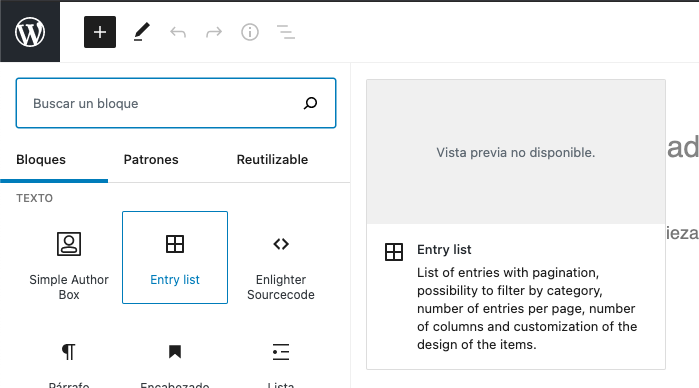 Buscar un bloque
Bloques
Patrones
Reutilizable
TEXTO
Simple Author
Box
Entry list
Enlighter
Sourcecode
Párrafo
Encabezado
Lista
Vista previa no disponible.
Entry list
List of entries with pagination,
possibility to filter by category,
number of entries per page, number
of columns and customization of the
design of the items.
ad
ieza